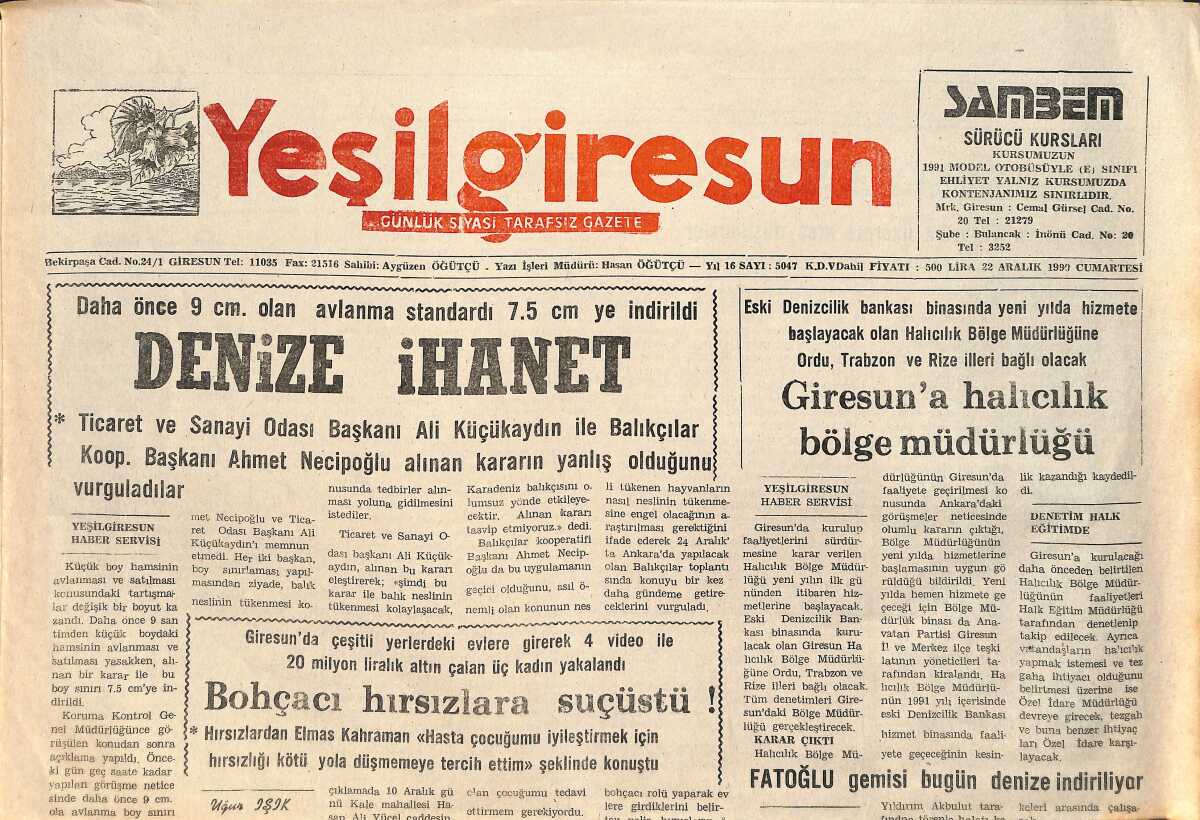 Yeşilgiresun
GÜNLÜK SİYASİ TARAFSIZ GAZETE
SAMBEM
SÜRÜCÜ KURSLARI
KURSUMUZUN
1991 MODEL OTOBÜSÜYLE (E) SINIFI
EHLİYET YALNIZ KURSUMUZDA
KONTENJANIMIZ SINIRLIDIR.
Mrk. Giresun : Cemal Gürsel Cad. No.
20 Tel : 21279
Şube : Bulancak : İnönü Cad. No: 20
Tel : 3252
Bekirpaşa Cad. No.24/1 GİRESUN Tel: 11035 Fax: 21516 Sahibi: Aygüzen ÖĞÜTÇÜ . Yazı İşleri Müdürü: Hasan ÖĞÜTÇÜ — Yıl 16 SAYI : 5047 K.D.VDahil FİYATI : 500 LİRA 22 ARALIK 1990 CUMARTESİ
Daha önce 9 cm. olan avlanma standardı 7.5 cm ye indirildi
DENİZE İHANET
* Ticaret ve Sanayi Odası Başkanı Ali Küçükaydın ile Balıkçılar
Koop. Başkanı Ahmet Necipoğlu alınan kararın yanlış olduğunu
vurguladılar
YEŞİLGİRESUN
HABER SERVİSİ
Küçük boy hamsinin
avlanması ve satılması
konusundaki tartışma-
lar değişik bir boyut ka
zandı. Daha önce 9 san
timden küçük boydaki
hamsinin avlanması ve
satılması yasakken, alı-
nan bir karar ile bu
boy sınırı 7.5 cm'ye in-
dirildi.
Koruma Kontrol Ge-
nel Müdürlüğünce gö-
rüşülen konudan sonra
açıklama yapıldı. Önce-
ki gün geç saate kadar
yapılan görüşme netice
sinde daha önce 9 cm.
ola avlanma boy sınırı
met Necipoğlu ve Tica-
ret Odası Başkanı Ali
Küçükaydın'ı memnun
etmedi. Her iki başkan,
boy sınırlaması yapıl-
masından ziyade, balık
neslinin tükenmesi ko-
nusunda tedbirler alın-
ması yoluna gidilmesini
istediler.
Ticaret ve Sanayi O-
dası başkanı Ali Küçük-
aydın, alınan bu kararı
eleştirerek; «şimdi bu
karar ile balık neslinin
tükenmesi kolaylaşacak,
Karadeniz balıkçısını o-
lumsuz yönde etkileye-
cektir. Alınan kararı
tasvip etmiyoruz.» dedi.
Balıkçılar kooperatifi
Başkanı Ahmet Necip-
oğlu da bu uygulamanın
geçici olduğunu, asıl ö-
nemli olan konunun nes
li tükenen hayvanların
nasıl neslinin tükenme-
sine engel olacağının a-
raştırılması gerektiğini
ifade ederek 24 Aralık'
ta Ankara'da yapılacak
olan Balıkçılar toplantı
sında konuyu bir kez
daha gündeme getire-
ceklerini vurguladı.
Giresun'da çeşitli yerlerdeki evlere girerek 4 video ile
20 milyon liralık altın çalan üç kadın yakalandı
Bohçacı hırsızlara suçüstü !
* Hırsızlardan Elmas Kahraman «Hasta çocuğumu iyileştirmek için
hırsızlığı kötü yola düşmemeye tercih ettim» şeklinde konuştu
Uğur IŞIK
çıklamada 10 Aralık gü
nü Kale mahallesi Ha-
san Ali Yücel caddesin
olan çocuğumu tedavi
ettirmem gerekiyordu.
bohçacı rolü yaparak ev
lere girdiklerini belir-
Eski Denizcilik bankası binasında yeni yılda hizmete
başlayacak olan Halıcılık Bölge Müdürlüğüne
Ordu, Trabzon ve Rize illeri bağlı olacak
Giresun'a halıcılık
bölge müdürlüğü
YEŞİLGİRESUN
HABER SERVİSİ
Giresun'da kurulup
faaliyetlerini sürdür-
mesine karar verilen
Halıcılık Bölge Müdür-
lüğü yeni yılın ilk gü
nünden itibaren hiz-
metlerine başlayacak.
Eski Denizcilik Ban-
kası binasında kuru-
lacak olan Giresun Ha
lıcılık Bölge Müdürlü-
ğüne Ordu, Trabzon ve
Rize illeri bağlı olacak.
Tüm denetimleri Gire-
sun'daki Bölge Müdür-
lüğü gerçekleştirecek.
KARAR ÇIKTI
Halıcılık Bölge Mü-
dürlüğünün Giresun'da
faaliyete geçirilmesi ko
nusunda Ankara'daki
görüşmeler neticesinde
olumlu kararın çıktığı,
Bölge Müdürlüğünün
yeni yılda hizmetlerine
başlamasının uygun gö
rüldüğü bildirildi. Yeni
yılda hemen hizmete ge
çeceği için Bölge Mü-
dürlük binası da Ana-
vatan Partisi Giresun
İl ve Merkez ilçe teşki
latının yöneticileri ta-
rafından kiralandı. Ha
lıcılık Bölge Müdürlü-
nün 1991 yılı içerisinde
eski Denizcilik Bankası
hizmet binasında faali-
yete geçeceğinin kesin-
lik kazandığı kaydedil-
di.
DENETİM HALK
EĞİTİMDE
Giresun'a kurulacağı
daha önceden belirtilen
Halıcılık Bölge Müdür-
lüğünün faaliyetleri
Halk Eğitim Müdürlüğü
tarafından denetlenip
takip edilecek. Ayrıca
vatandaşların halıcılık
yapmak istemesi ve tez
gaha ihtiyacı olduğunu
belirtmesi üzerine ise
Özel İdare Müdürlüğü
devreye girecek, tezgah
ve buna benzer ihtiyaç
ları Özel İdare karşı-
layacak.
FATOĞLU gemisi bugün denize indiriliyor
Yıldırım Akbulut tara-
keleri arasında çalışa-